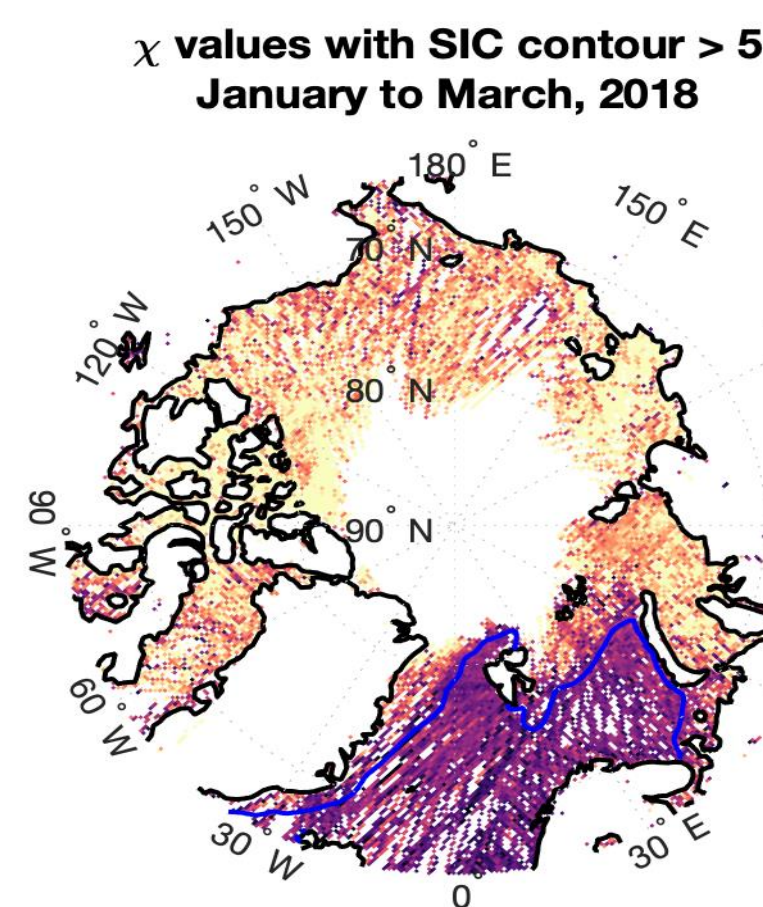 χ values with SIC contour > 5
January to March, 2018
180° E
150° W
150° E
70° N
120° W
80° N
90° W
90° N
60° W
30° W
30° E
0°